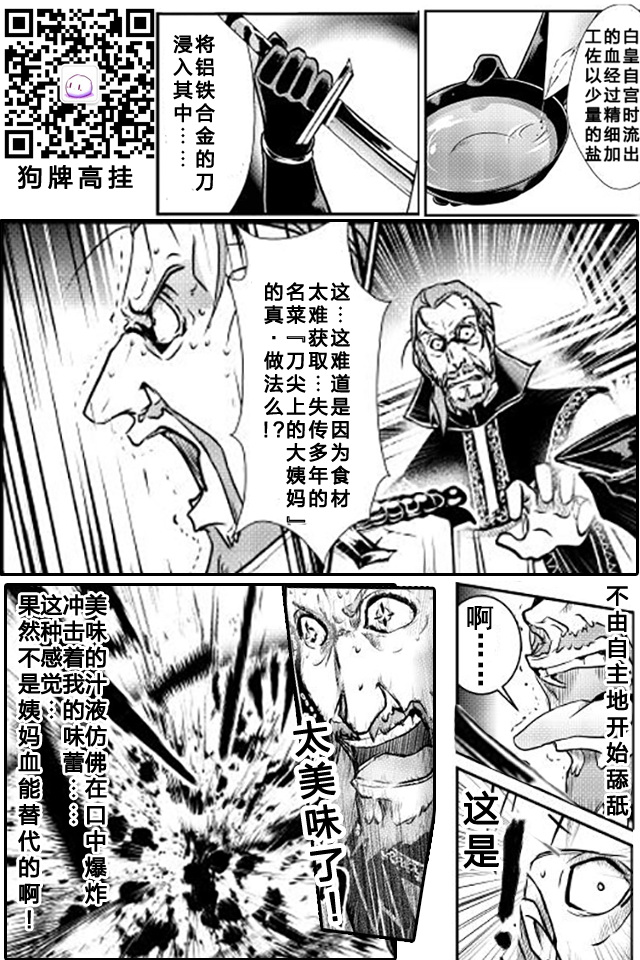 白皇自宫时流出
的血经过精细加
工佐以少量的盐
将铝铁合金的刀
浸入其中……
狗牌高挂
这…这难道是因为食材
太难获取…失传多年的
名菜『刀尖上的大姨妈』
的真·做法么!?
不由自主地开始舔舐
啊……
这是
太美味了!
美味的汁液仿佛在口中爆炸
冲击着我的味蕾……
这种感觉…
果然不是姨妈血能替代的啊!